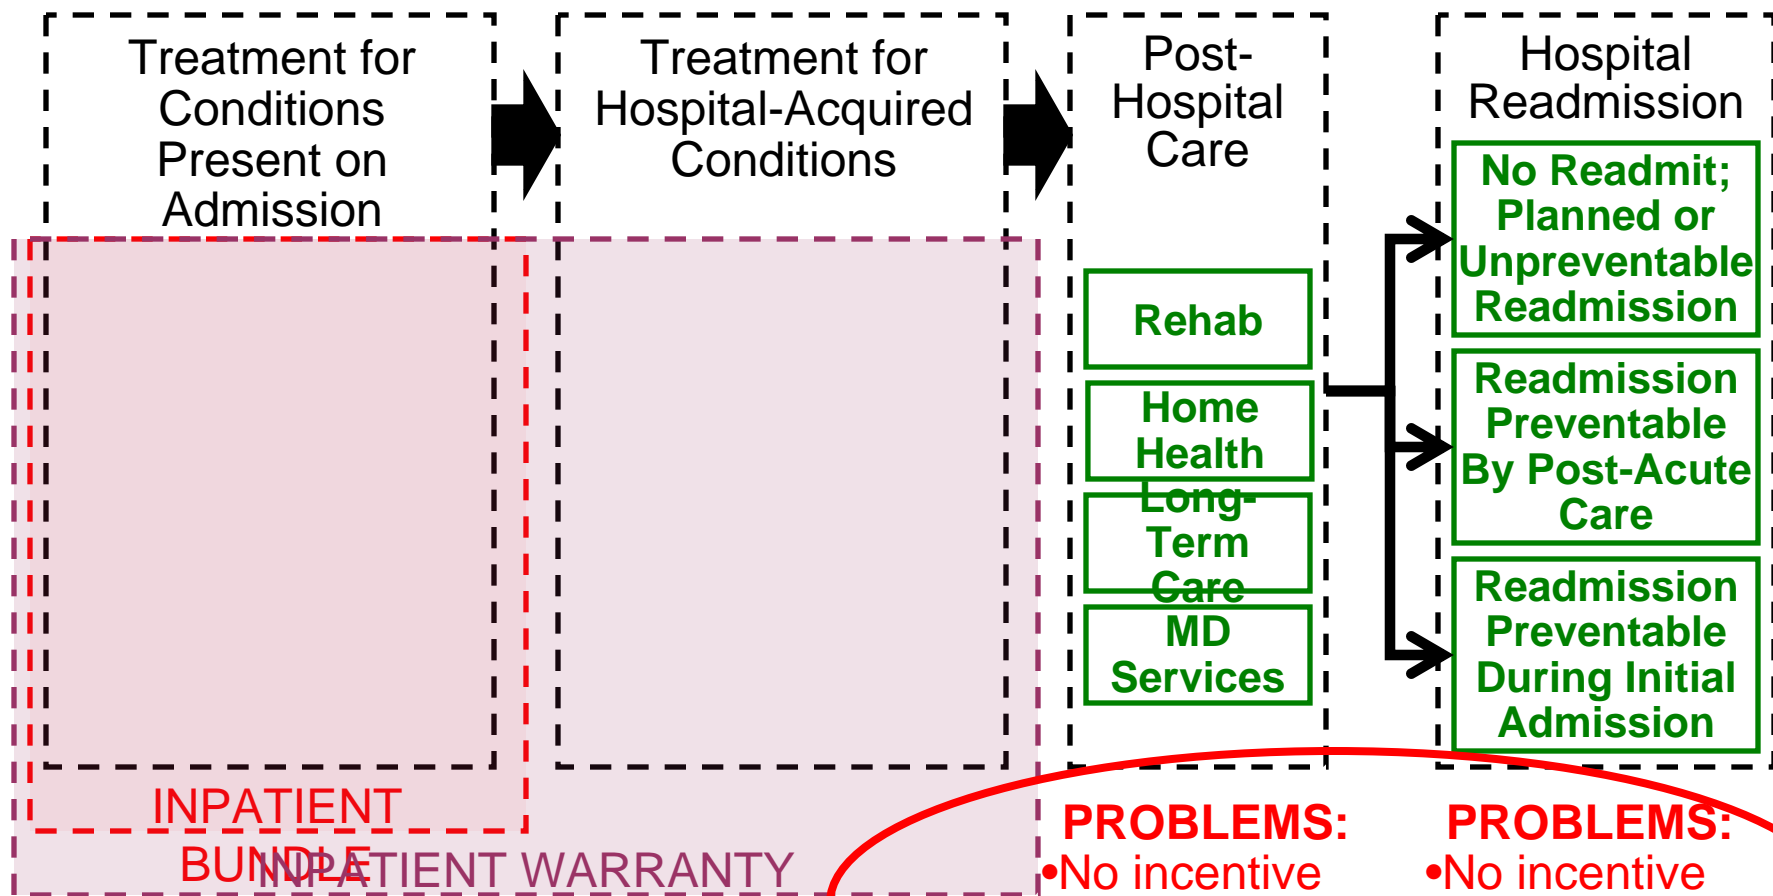 Treatment for
Conditions
Present on
Admission
Treatment for
Hospital-Acquired
Conditions
Post-
Hospital
Care
Hospital
Readmission
Rehab
Home
Health
Long-
Term
Care
MD
Services
No Readmit;
Planned or
Unpreventable
Readmission
Readmission
Preventable
By Post-Acute
Care
Readmission
Preventable
During Initial
Admission
INPATIENT
BUNDLE
INPATIENT WARRANTY
PROBLEMS:
•No incentive
PROBLEMS:
•No incentive